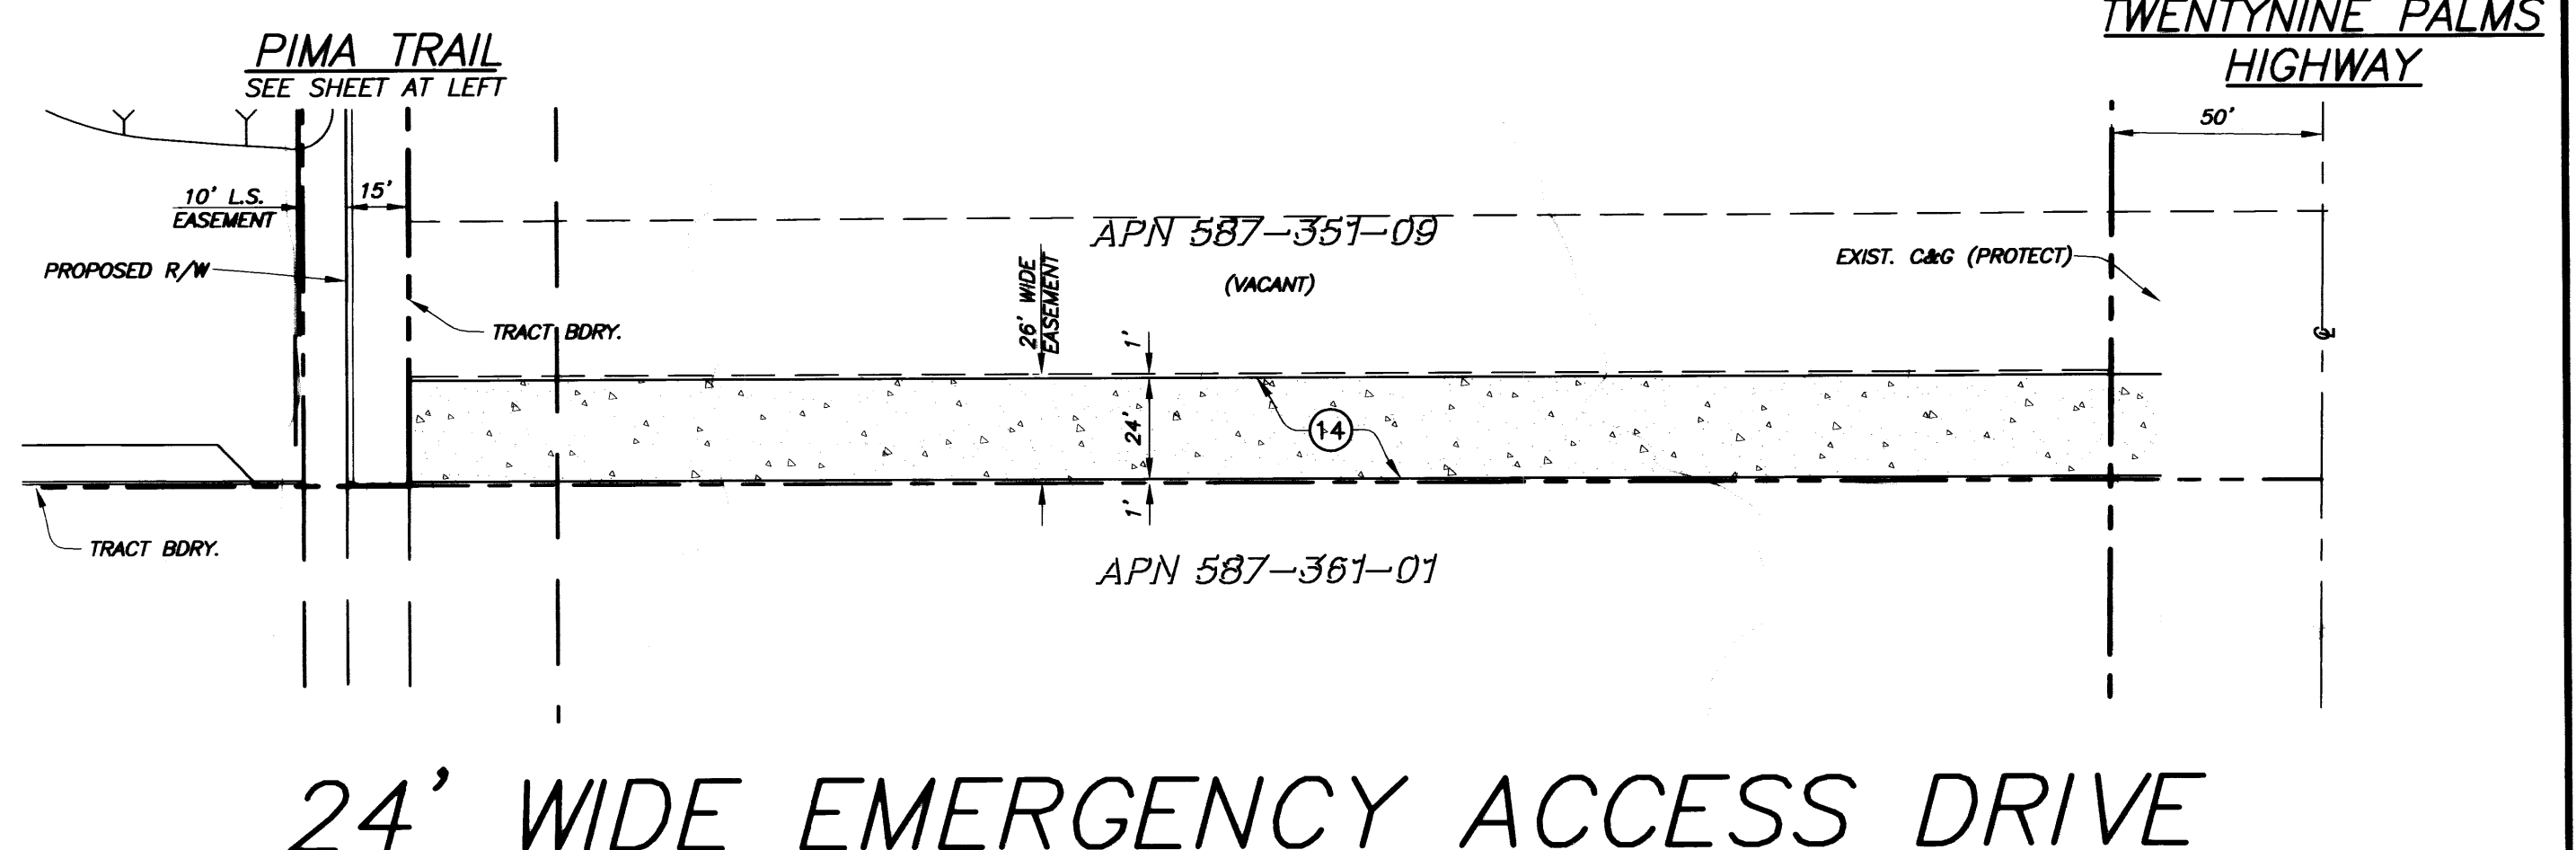 TWENTYNINE PALMS
HIGHWAY
PIMA TRAIL
SEE SHEET AT LEFT
50'
10' L.S.
EASEMENT
15'
PROPOSED R/W
TRACT BDRY.
26' WIDE
EASEMENT
1'
APN 587-351-09
(VACANT)
EXIST. C&G (PROTECT)
℄
24'
14
1'
TRACT BDRY.
APN 587-361-01
24' WIDE EMERGENCY ACCESS DRIVE